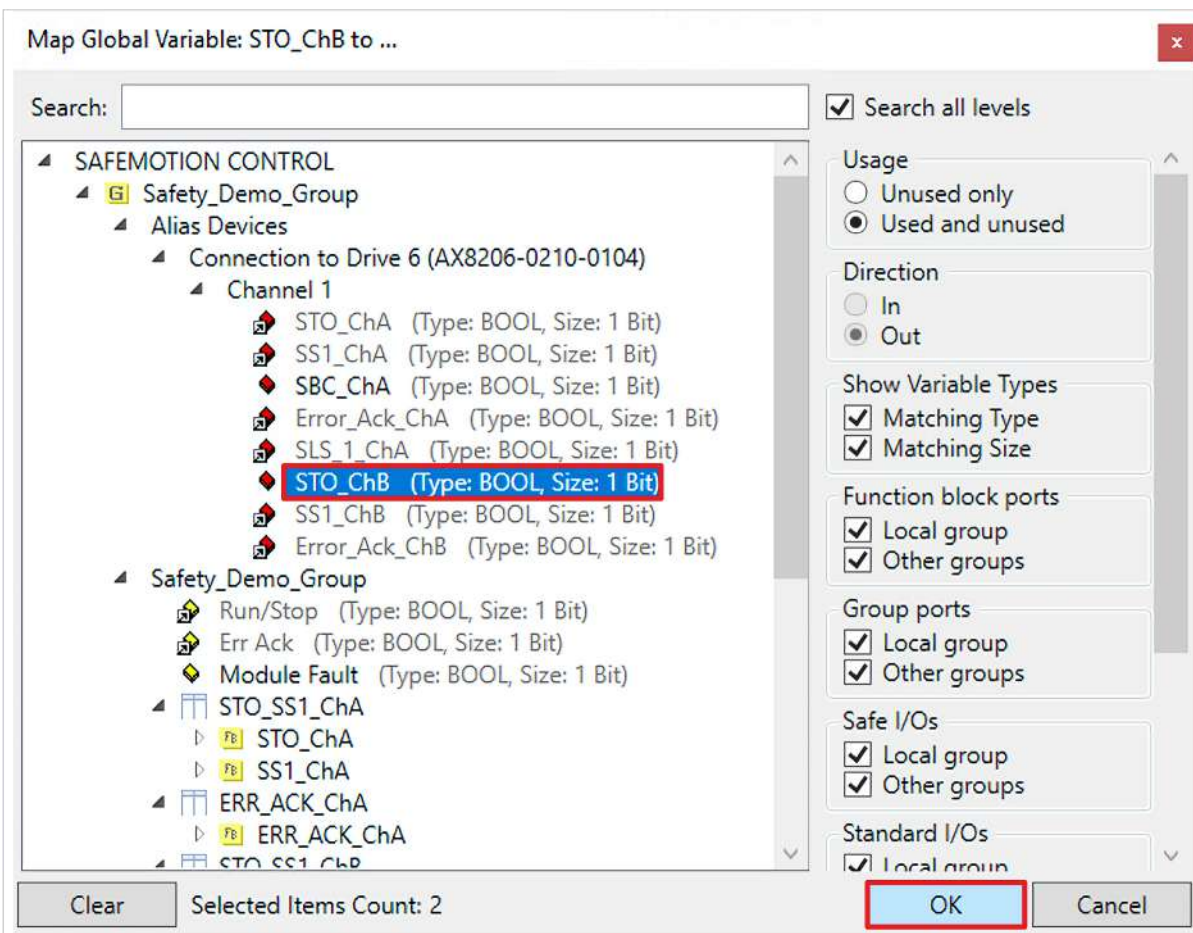 Map Global Variable: STO_ChB to ...
x
Search:
Search all levels
SAFEMOTION CONTROL
G Safety_Demo_Group
Alias Devices
Connection to Drive 6 (AX8206-0210-0104)
Channel 1
STO_ChA (Type: BOOL, Size: 1 Bit)
SS1_ChA (Type: BOOL, Size: 1 Bit)
SBC_ChA (Type: BOOL, Size: 1 Bit)
Error_Ack_ChA (Type: BOOL, Size: 1 Bit)
SLS_1_ChA (Type: BOOL, Size: 1 Bit)
STO_ChB (Type: BOOL, Size: 1 Bit)
SS1_ChB (Type: BOOL, Size: 1 Bit)
Error_Ack_ChB (Type: BOOL, Size: 1 Bit)
Safety_Demo_Group
Run/Stop (Type: BOOL, Size: 1 Bit)
Err Ack (Type: BOOL, Size: 1 Bit)
Module Fault (Type: BOOL, Size: 1 Bit)
STO_SS1_ChA
FB STO_ChA
FB SS1_ChA
ERR_ACK_ChA
FB ERR_ACK_ChA
STO_SS1_ChB
Usage
Unused only
Used and unused
Direction
In
Out
Show Variable Types
Matching Type
Matching Size
Function block ports
Local group
Other groups
Group ports
Local group
Other groups
Safe I/Os
Local group
Other groups
Standard I/Os
Local group
Clear
Selected Items Count: 2
OK
Cancel